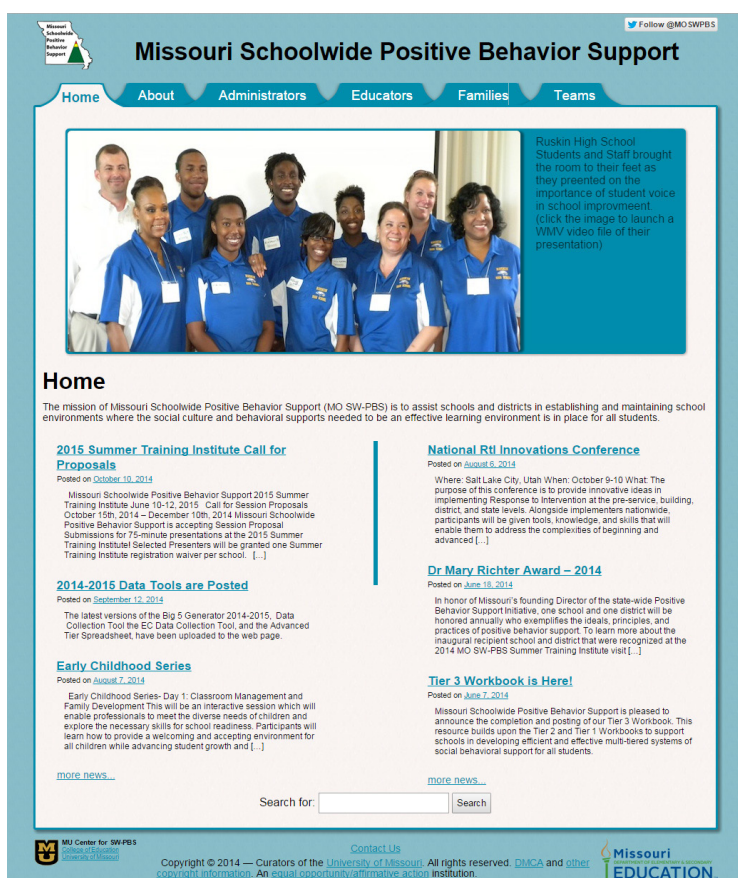 Missouri
Schoolwide
Positive
Behavior
Support
Follow @MOSWPBS
Missouri Schoolwide Positive Behavior Support
Home
About
Administrators
Educators
Families
Teams
Ruskin High School
Students and Staff brought
the room to their feet as
they preented on the
importance of student voice
in school improvmeent.
(click the image to launch a
WMV video file of their
presentation)
Home
The mission of Missouri Schoolwide Positive Behavior Support (MO SW-PBS) is to assist schools and districts in establishing and maintaining school
environments where the social culture and behavioral supports needed to be an effective learning environment is in place for all students.
2015 Summer Training Institute Call for
Proposals
Posted on October 10, 2014
Missouri Schoolwide Positive Behavior Support 2015 Summer
Training Institute June 10-12, 2015 Call for Session Proposals
October 15th, 2014 – December 10th, 2014 Missouri Schoolwide
Positive Behavior Support is accepting Session Proposal
Submissions for 75-minute presentations at the 2015 Summer
Training Institute! Selected Presenters will be granted one Summer
Training Institute registration waiver per school. […]
2014-2015 Data Tools are Posted
Posted on September 12, 2014
The latest versions of the Big 5 Generator 2014-2015, Data
Collection Tool the EC Data Collection Tool, and the Advanced
Tier Spreadsheet, have been uploaded to the web page.
Early Childhood Series
Posted on August 7, 2014
Early Childhood Series- Day 1: Classroom Management and
Family Development This will be an interactive session which will
enable professionals to meet the diverse needs of children and
explore the necessary skills for school readiness. Participants will
learn how to provide a welcoming and accepting environment for
all children while advancing student growth and […]
more news...
National RtI Innovations Conference
Posted on August 6, 2014
Where: Salt Lake City, Utah When: October 9-10 What: The
purpose of this conference is to provide innovative ideas in
implementing Response to Intervention at the pre-service, building,
district, and state levels. Alongside implementers nationwide,
participants will be given tools, knowledge, and skills that will
enable them to address the complexities of beginning and
advanced […]
Dr Mary Richter Award – 2014
Posted on June 18, 2014
In honor of Missouri's founding Director of the state-wide Positive
Behavior Support Initiative, one school and one district will be
honored annually who exemplifies the ideals, principles, and
practices of positive behavior support. To learn more about the
inaugural recipient school and district that were recognized at the
2014 MO SW-PBS Summer Training Institute visit […]
Tier 3 Workbook is Here!
Posted on June 7, 2014
Missouri Schoolwide Positive Behavior Support is pleased to
announce the completion and posting of our Tier 3 Workbook. This
resource builds upon the Tier 2 and Tier 1 Workbooks to support
schools in developing efficient and effective multi-tiered systems of
social behavioral support for all students.
more news...
Search for:
Search
MU Center for SW-PBS
College of Education
University of Missouri
Contact Us
Copyright © 2014 — Curators of the University of Missouri. All rights reserved. DMCA and other
copyright information. An equal opportunity/affirmative action institution.
Missouri
DEPARTMENT OF ELEMENTARY & SECONDARY
EDUCATION